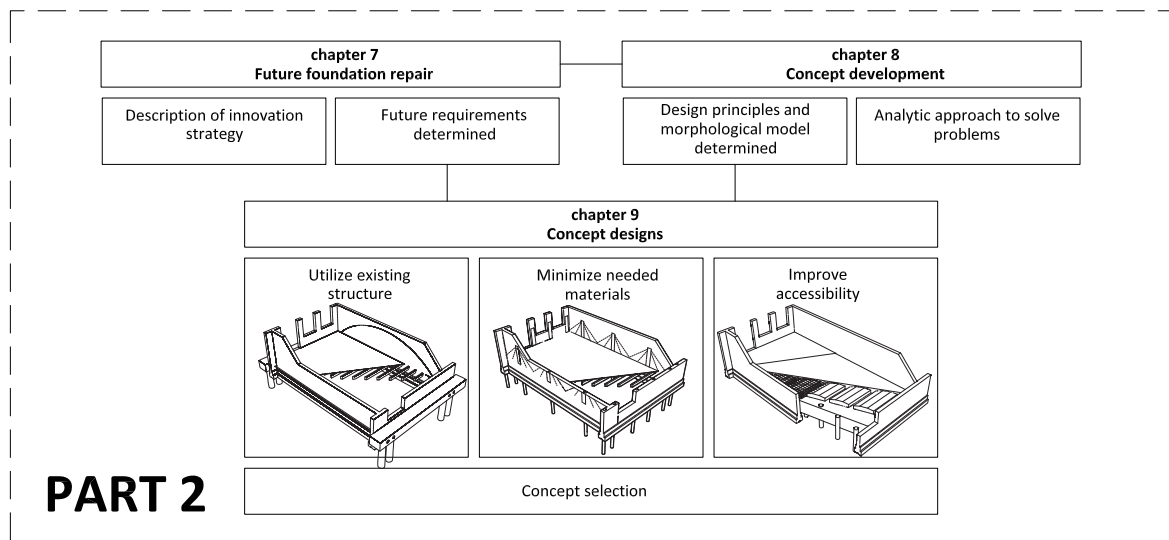 chapter 7
Future foundation repair
chapter 8
Concept development
Description of innovation
strategy
Future requirements
determined
Design principles and
morphological model
determined
Analytic approach to solve
problems
chapter 9
Concept designs
Utilize existing
structure
Minimize needed
materials
Improve
accessibility
Concept selection
PART 2